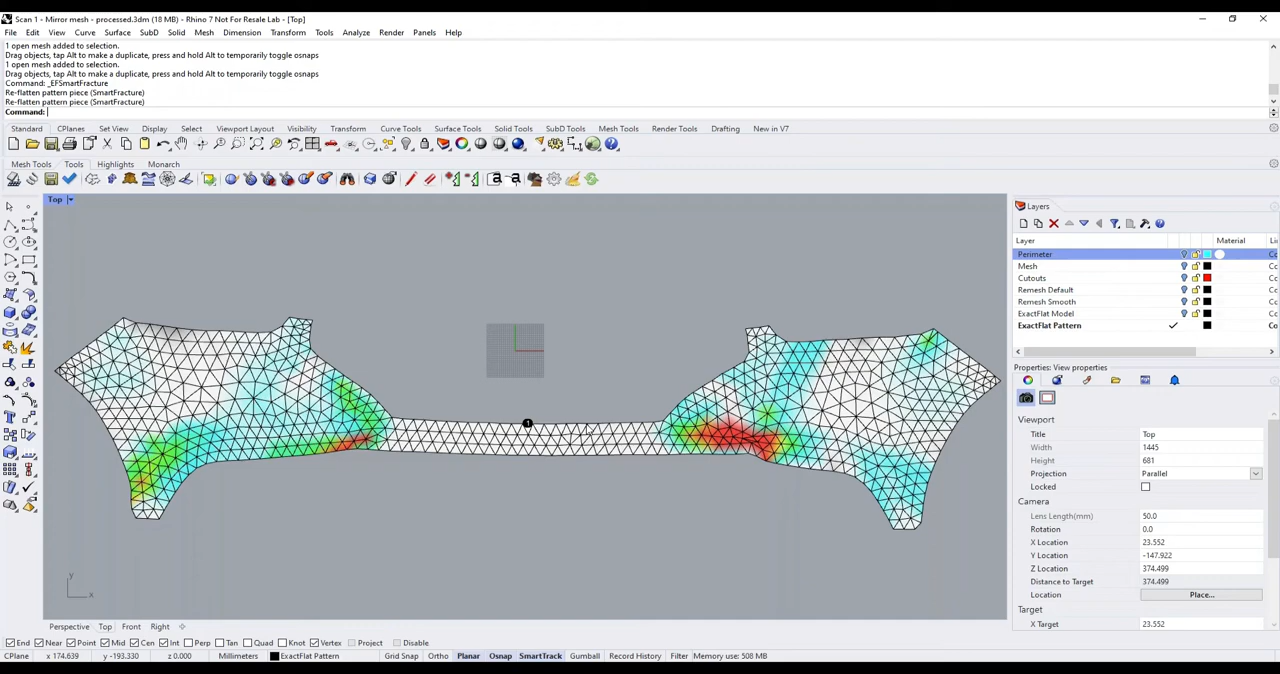 Scan 1 - Mirror mesh - processed.3dm (18 MB) - Rhino 7 Not For Resale Lab - [Top]
File Edit View Curve Surface SubD Solid Mesh Dimension Transform Tools Analyze Render Panels Help
1 open mesh added to selection.
Drag objects, tap Alt to make a duplicate, press and hold Alt to temporarily toggle osnaps
1 open mesh added to selection.
Drag objects, tap Alt to make a duplicate, press and hold Alt to temporarily toggle osnaps
Command: _EFSmartFracture
Re-flatten pattern piece (SmartFracture)
Re-flatten pattern piece (SmartFracture)
Command:
Standard CPlanes Set View Display Select Viewport Layout Visibility Transform Curve Tools Surface Tools Solid Tools SubD Tools Mesh Tools Render Tools Drafting New in V7
Mesh Tools Tools Highlights Monarch
Top
Layers
Layer Material Li
Perimeter Cc
Mesh Cc
Cutouts Cc
Remesh Default Cc
Remesh Smooth Cc
ExactFlat Model Cc
ExactFlat Pattern Cc
Properties: View properties
Viewport
Title Top
Width 1445
Height 681
Projection Parallel
Locked
Camera
Lens Length(mm) 50.0
Rotation 0.0
X Location 23.552
Y Location -147.922
Z Location 374.499
Distance to Target 374.499
Location Place...
Target
X Target 23.552
1
y
x
Perspective Top Front Right
End Near Point Mid Cen Int Perp Tan Quad Knot Vertex Project Disable
CPlane x 174.639 y -193.330 z 0.000 Millimeters ExactFlat Pattern Grid Snap Ortho Planar Osnap SmartTrack Gumball Record History Filter Memory use: 508 MB